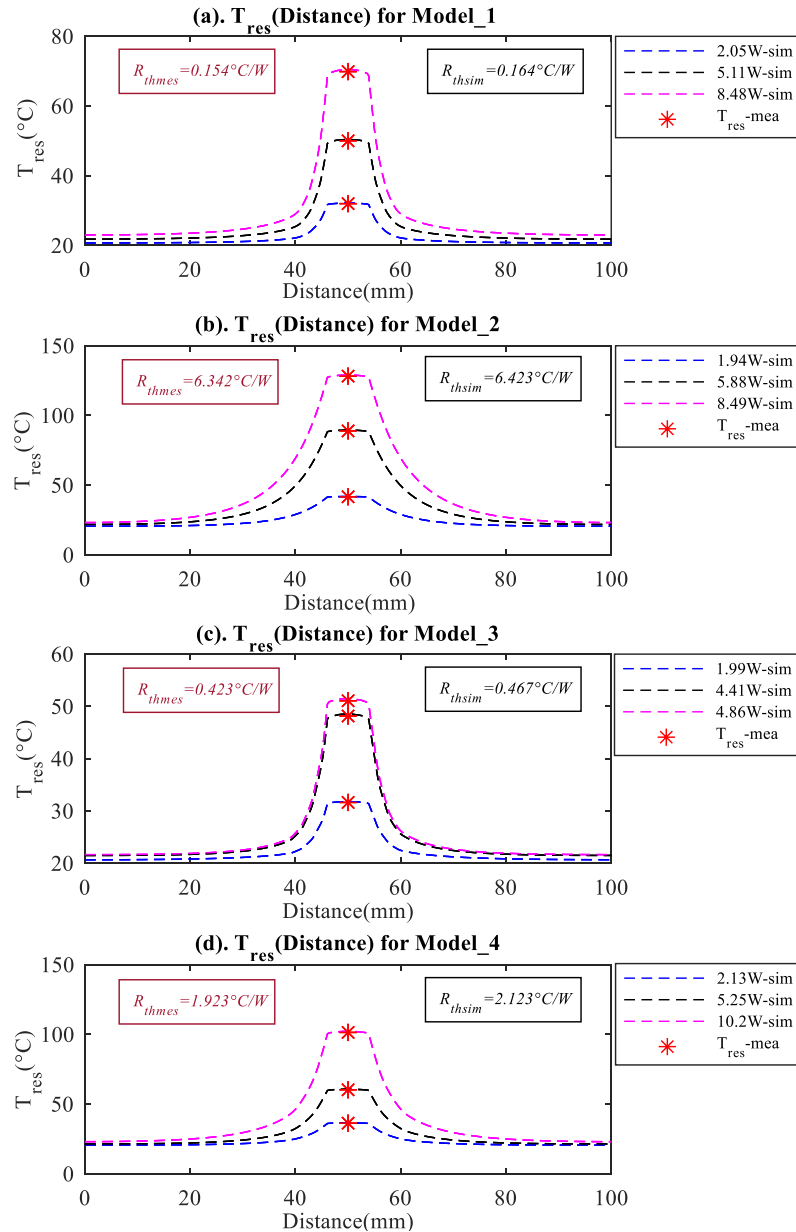 (a). T_res(Distance) for Model_1
80
60
40
20
T_res(°C)
R_thmes=0.154°C/W
R_thsim=0.164°C/W
0
20
40
60
80
100
Distance(mm)
2.05W-sim
5.11W-sim
8.48W-sim
T_res-mea
(b). T_res(Distance) for Model_2
150
100
50
0
T_res(°C)
R_thmes=6.342°C/W
R_thsim=6.423°C/W
0
20
40
60
80
100
Distance(mm)
1.94W-sim
5.88W-sim
8.49W-sim
T_res-mea
(c). T_res(Distance) for Model_3
60
50
40
30
20
T_res(°C)
R_thmes=0.423°C/W
R_thsim=0.467°C/W
0
20
40
60
80
100
Distance(mm)
1.99W-sim
4.41W-sim
4.86W-sim
T_res-mea
(d). T_res(Distance) for Model_4
150
100
50
0
T_res(°C)
R_thmes=1.923°C/W
R_thsim=2.123°C/W
0
20
40
60
80
100
Distance(mm)
2.13W-sim
5.25W-sim
10.2W-sim
T_res-mea